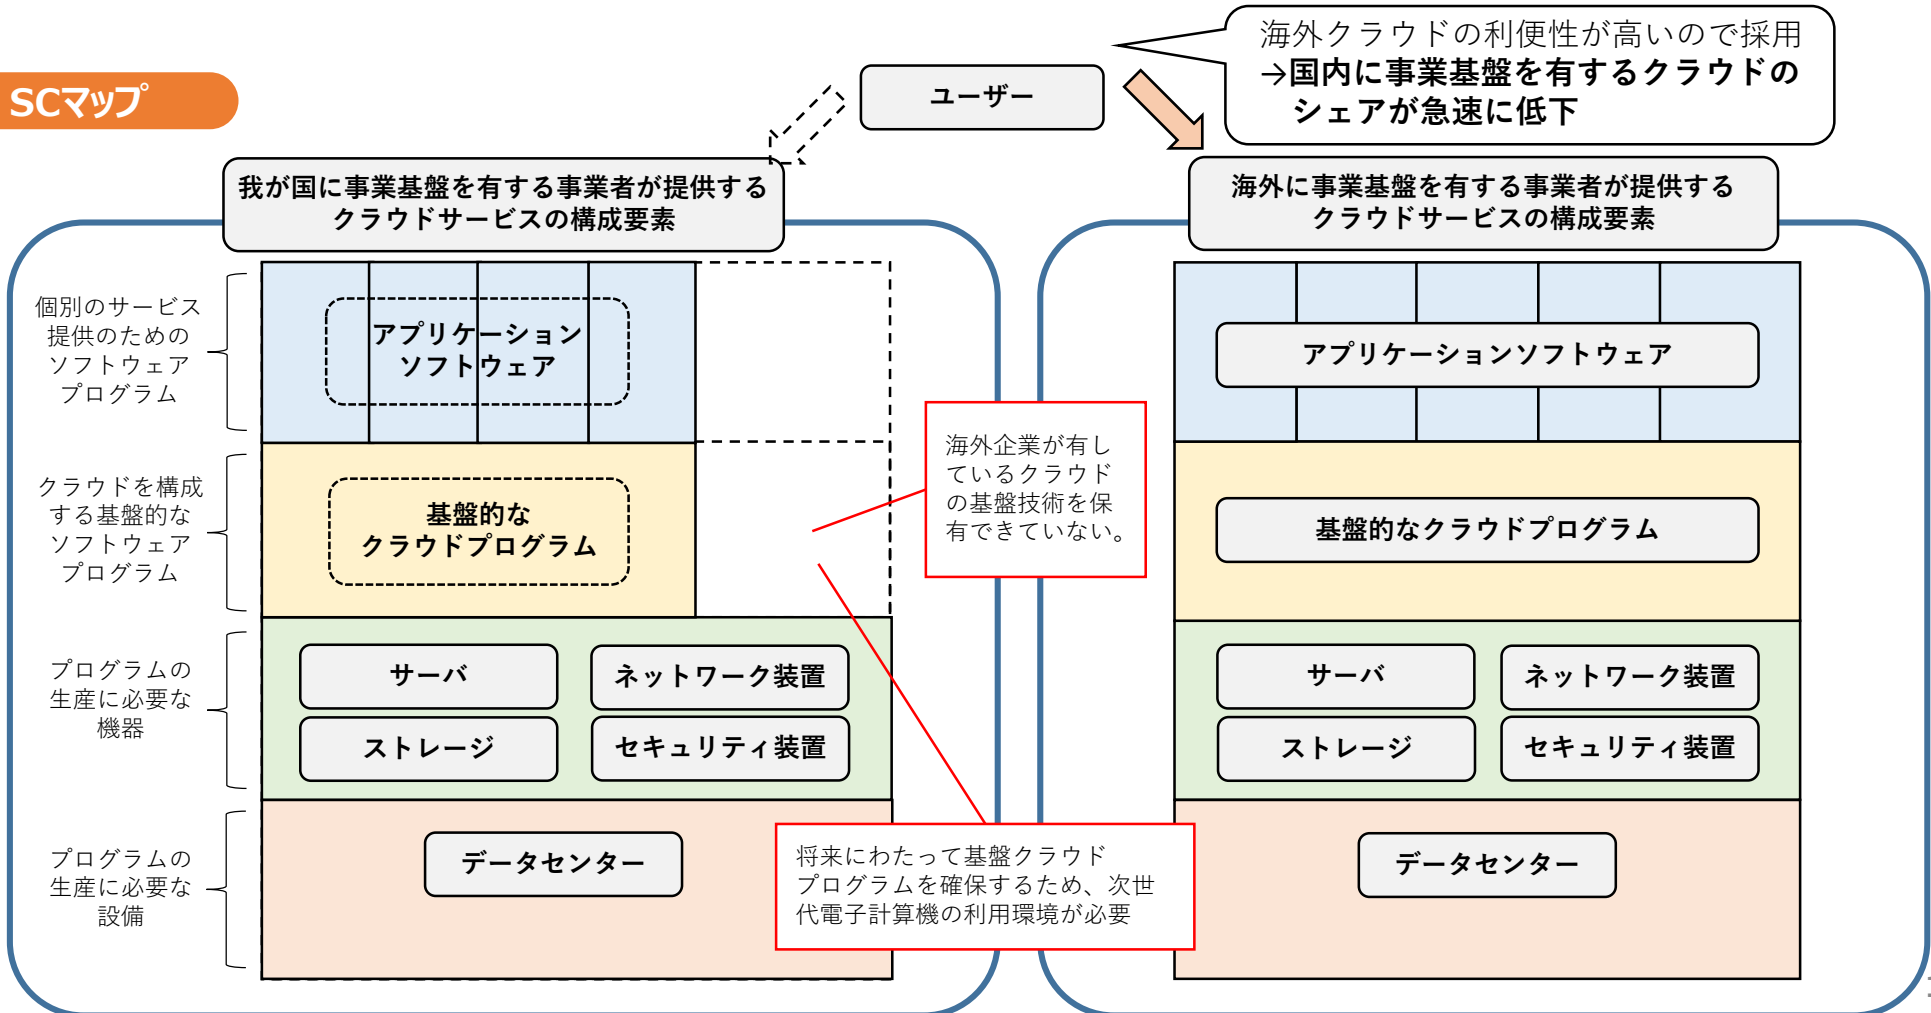 SCマップ
ユーザー
海外クラウドの利便性が高いので採用
→国内に事業基盤を有するクラウドの
シェアが急速に低下
我が国に事業基盤を有する事業者が提供する
クラウドサービスの構成要素
海外に事業基盤を有する事業者が提供する
クラウドサービスの構成要素
個別のサービス
提供のための
ソフトウェア
プログラム
アプリケーション
ソフトウェア
アプリケーションソフトウェア
海外企業が有し
ているクラウド
の基盤技術を保
有できていない。
クラウドを構成
する基盤的な
ソフトウェア
プログラム
基盤的な
クラウドプログラム
基盤的なクラウドプログラム
プログラムの
生産に必要な
機器
サーバ
ネットワーク装置
ストレージ
セキュリティ装置
サーバ
ネットワーク装置
ストレージ
セキュリティ装置
プログラムの
生産に必要な
設備
データセンター
将来にわたって基盤クラウド
プログラムを確保するため、次世
代電子計算機の利用環境が必要
データセンター